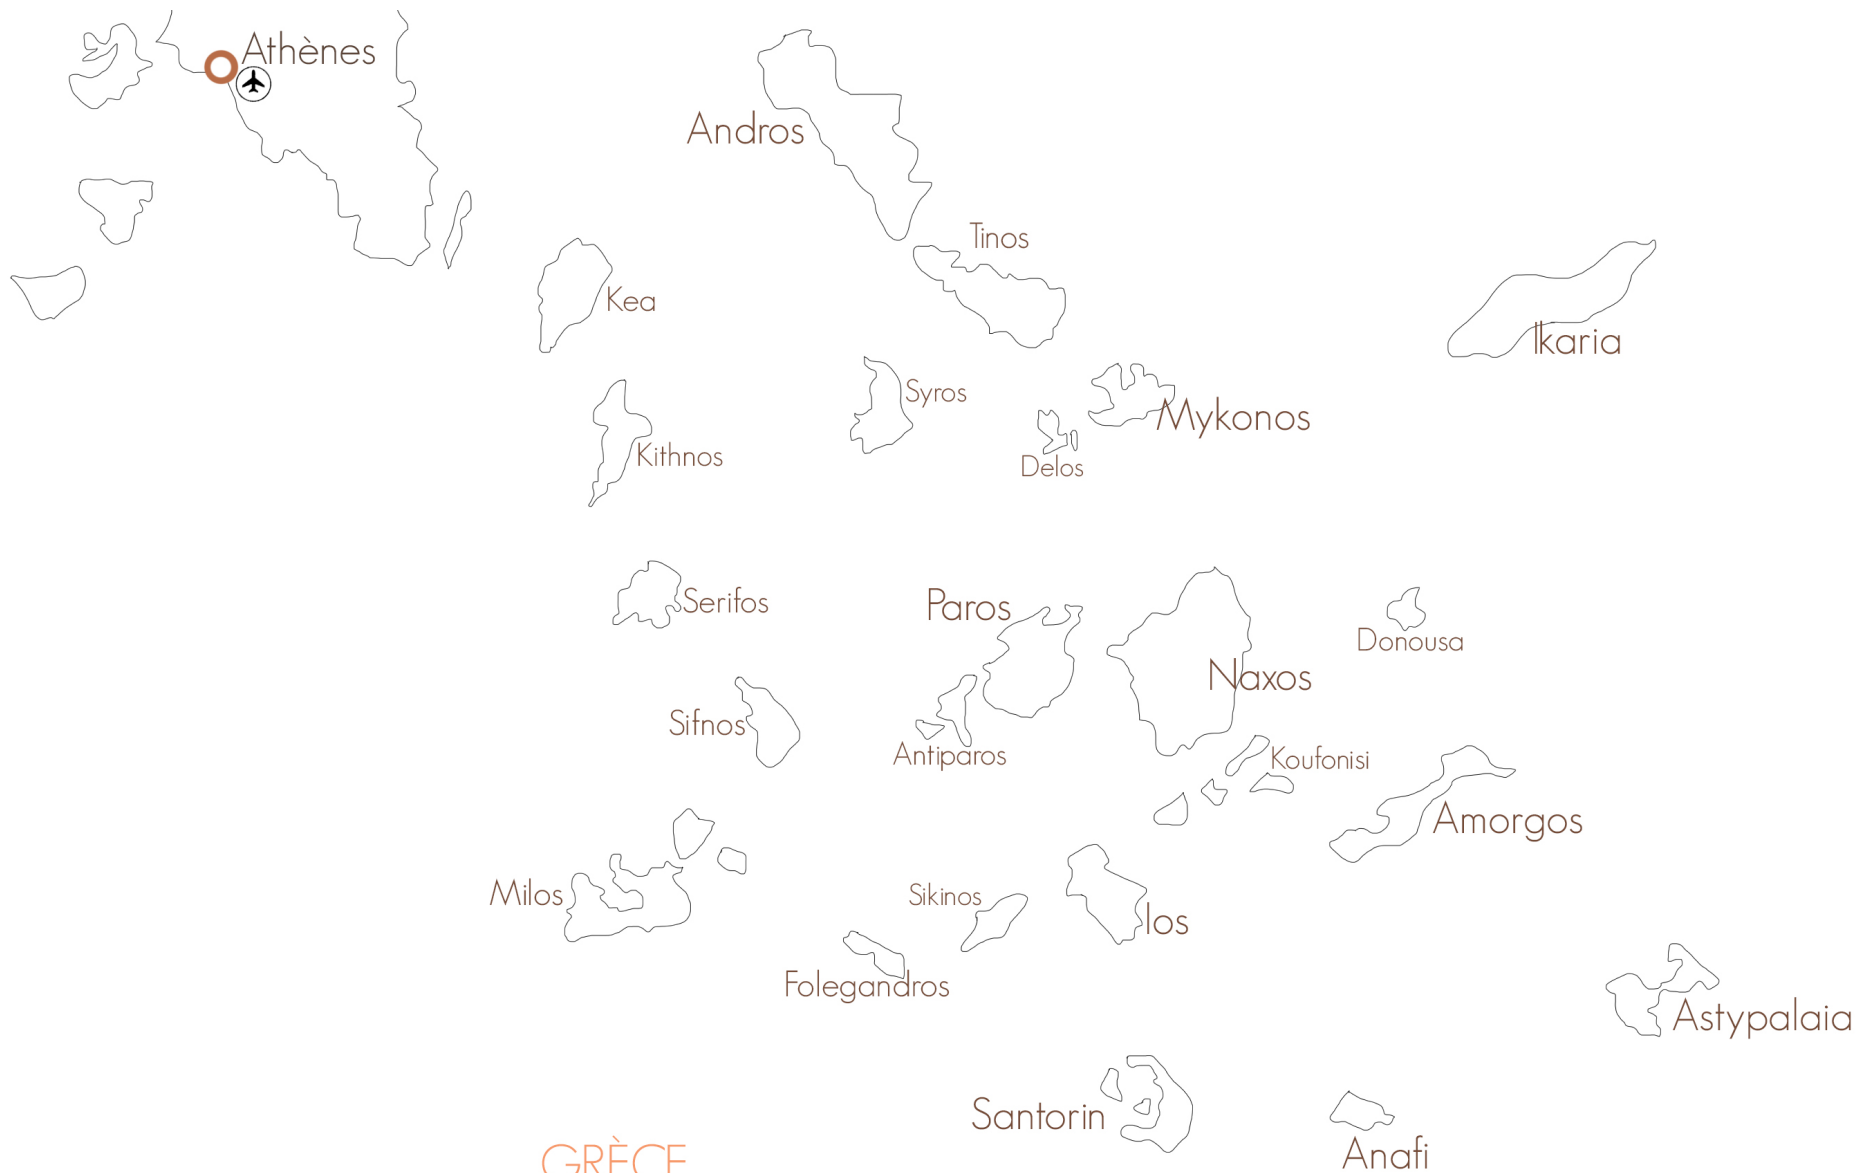 Athènes
Andros
Tinos
Kea
Ikaria
Syros
Mykonos
Kithnos
Delos
Serifos
Paros
Donousa
Naxos
Sifnos
Antiparos
Koufonisi
Amorgos
Milos
Sikinos
Ios
Folegandros
Astypalaia
Santorin
Anafi
GRÈCE